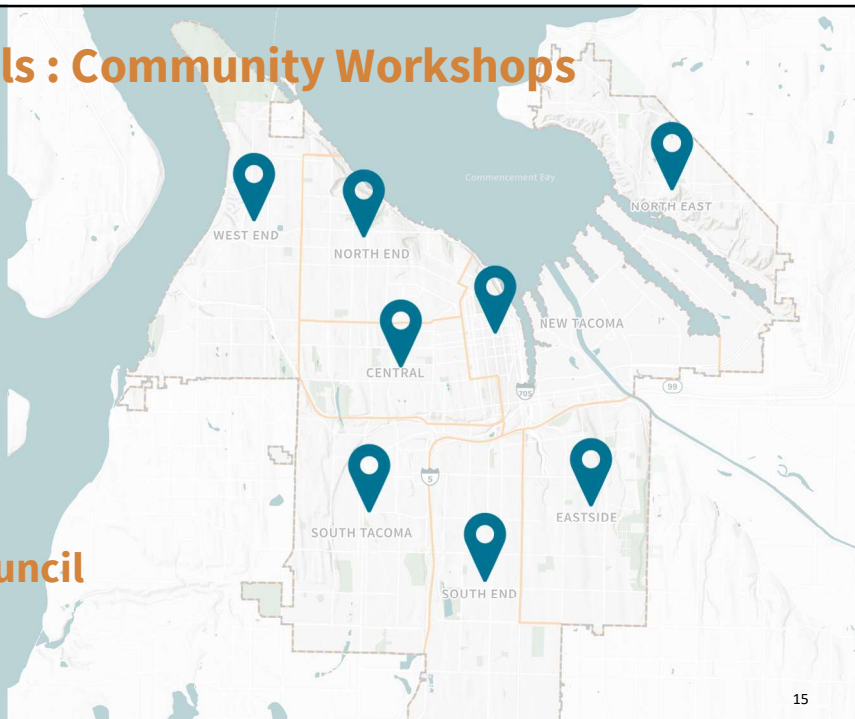 ls : Community Workshops
Commencement Bay
NORTH EAST
WEST END
NORTH END
NEW TACOMA
CENTRAL
99
705
5
EASTSIDE
SOUTH TACOMA
uncil
SOUTH END
15